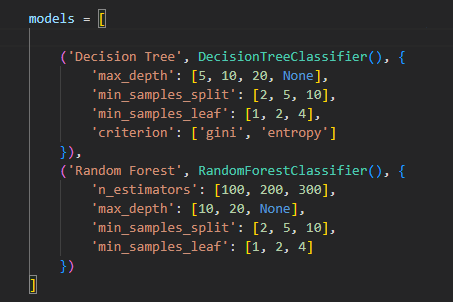 models = [
('Decision Tree', DecisionTreeClassifier(), {
'max_depth': [5, 10, 20, None],
'min_samples_split': [2, 5, 10],
'min_samples_leaf': [1, 2, 4],
'criterion': ['gini', 'entropy']
}),
('Random Forest', RandomForestClassifier(), {
'n_estimators': [100, 200, 300],
'max_depth': [10, 20, None],
'min_samples_split': [2, 5, 10],
'min_samples_leaf': [1, 2, 4]
})
]